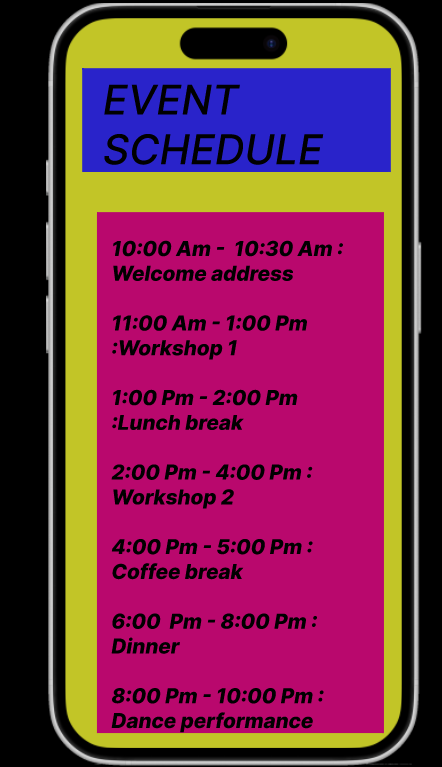 EVENT
SCHEDULE
10:00 Am -  10:30 Am :
Welcome address
11:00 Am - 1:00 Pm
:Workshop 1
1:00 Pm - 2:00 Pm
:Lunch break
2:00 Pm - 4:00 Pm :
Workshop 2
4:00 Pm - 5:00 Pm :
Coffee break
6:00  Pm - 8:00 Pm :
Dinner
8:00 Pm - 10:00 Pm :
Dance performance